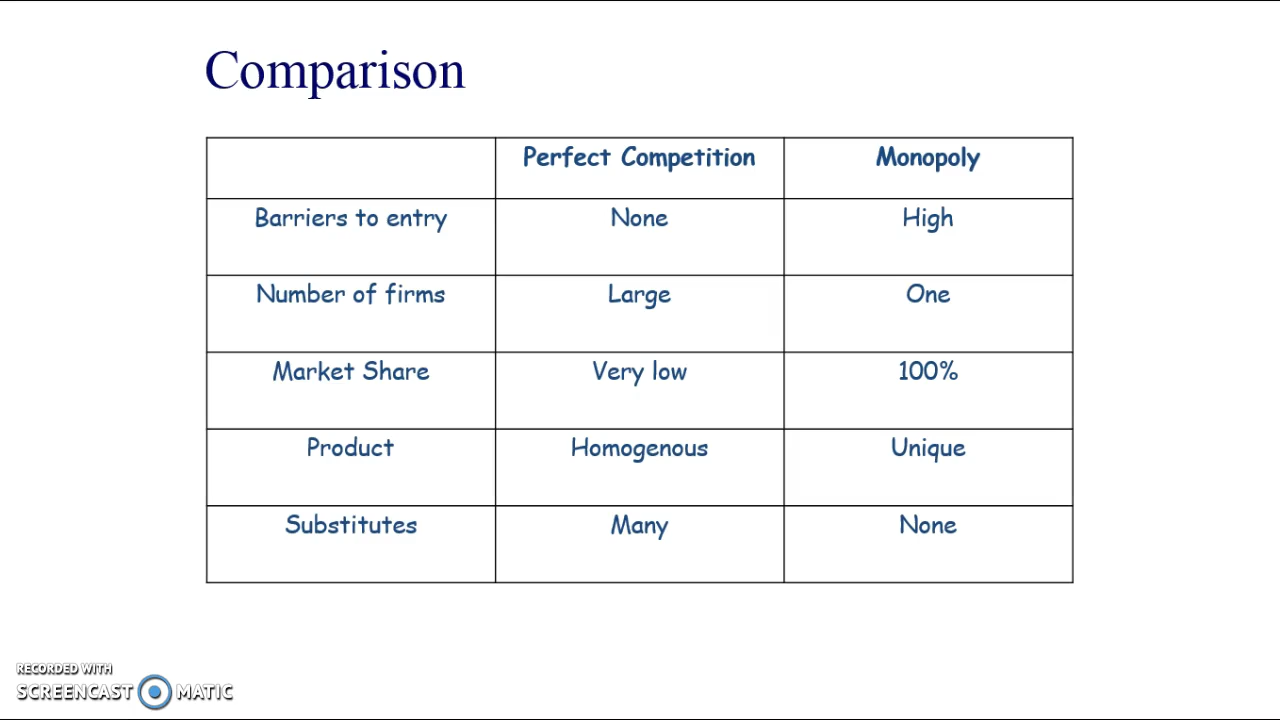 Comparison
Perfect Competition Monopoly
Barriers to entry None High
Number of firms Large One
Market Share Very low 100%
Product Homogenous Unique
Substitutes Many None
RECORDED WITH
SCREENCAST MATIC